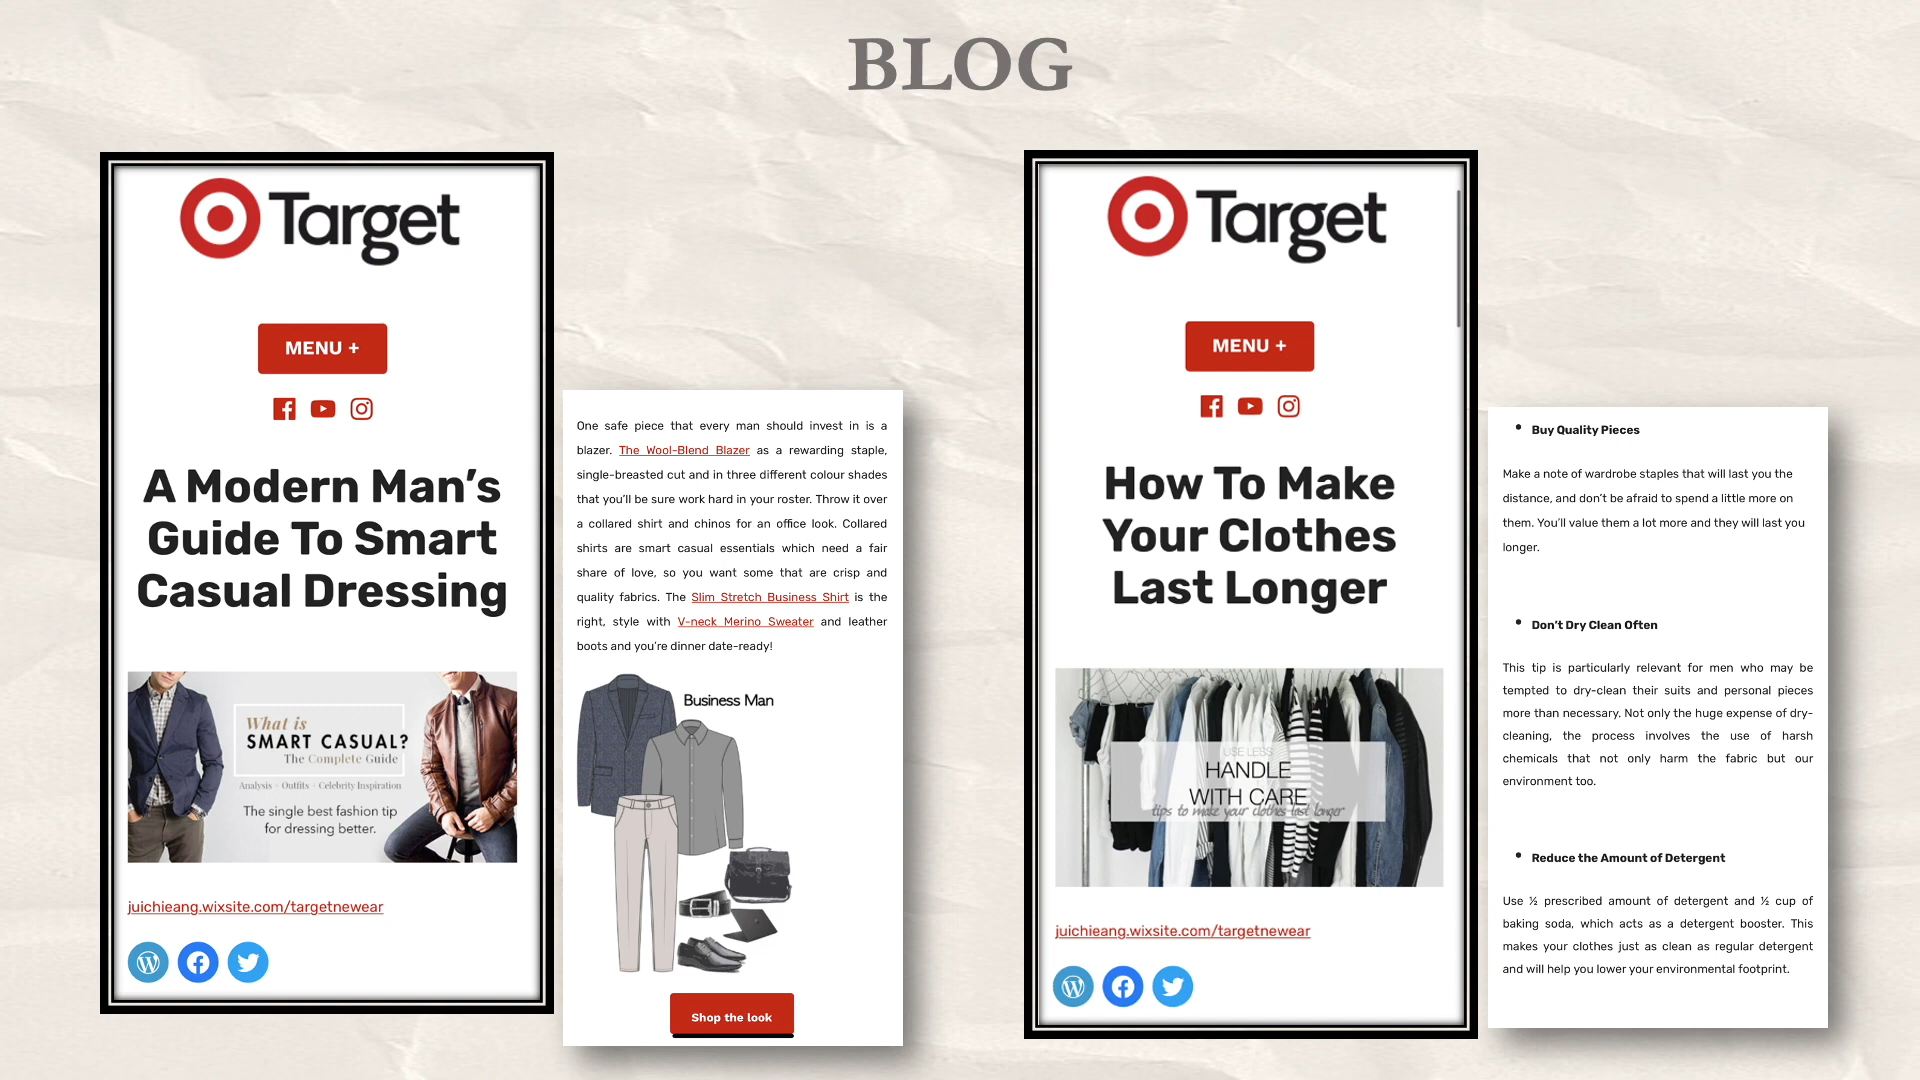 BLOG
Target
MENU +
A Modern Man’s
Guide To Smart
Casual Dressing
What is
SMART CASUAL?
The Complete Guide
Analysis · Outfits · Celebrity Inspiration
The single best fashion tip
for dressing better.
juichieang.wixsite.com/targetnewear
One safe piece that every man should invest in is a
blazer. The Wool-Blend Blazer as a rewarding staple,
single-breasted cut and in three different colour shades
that you’ll be sure work hard in your roster. Throw it over
a collared shirt and chinos for an office look. Collared
shirts are smart casual essentials which need a fair
share of love, so you want some that are crisp and
quality fabrics. The Slim Stretch Business Shirt is the
right, style with V-neck Merino Sweater and leather
boots and you’re dinner date-ready!
Business Man
Shop the look
Target
MENU +
How To Make
Your Clothes
Last Longer
USE LESS
HANDLE
WITH CARE
tips to make your clothes last longer
juichieang.wixsite.com/targetnewear
• Buy Quality Pieces
Make a note of wardrobe staples that will last you the
distance, and don’t be afraid to spend a little more on
them. You’ll value them a lot more and they will last you
longer.
• Don’t Dry Clean Often
This tip is particularly relevant for men who may be
tempted to dry-clean their suits and personal pieces
more than necessary. Not only the huge expense of dry-
cleaning, the process involves the use of harsh
chemicals that not only harm the fabric but our
environment too.
• Reduce the Amount of Detergent
Use ½ prescribed amount of detergent and ½ cup of
baking soda, which acts as a detergent booster. This
makes your clothes just as clean as regular detergent
and will help you lower your environmental footprint.